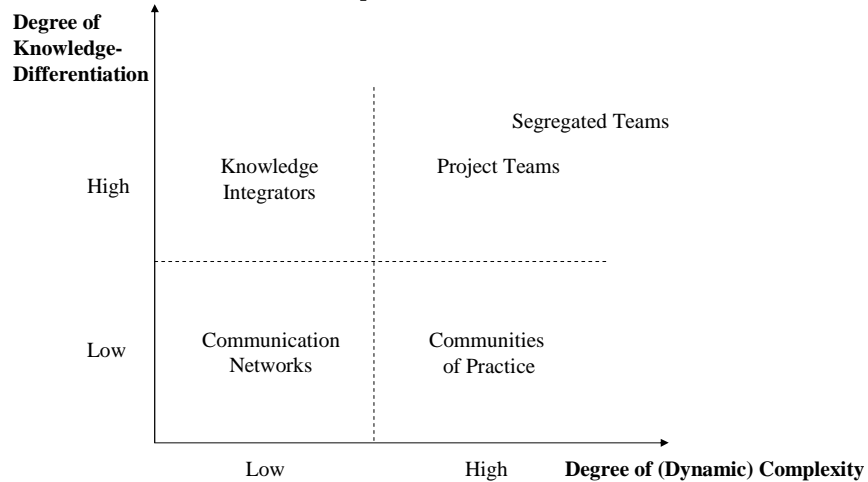 Degree of
Knowledge-
Differentiation
Segregated Teams
Knowledge
Integrators
Project Teams
High
Communication
Networks
Communities
of Practice
Low
Low
High
Degree of (Dynamic) Complexity